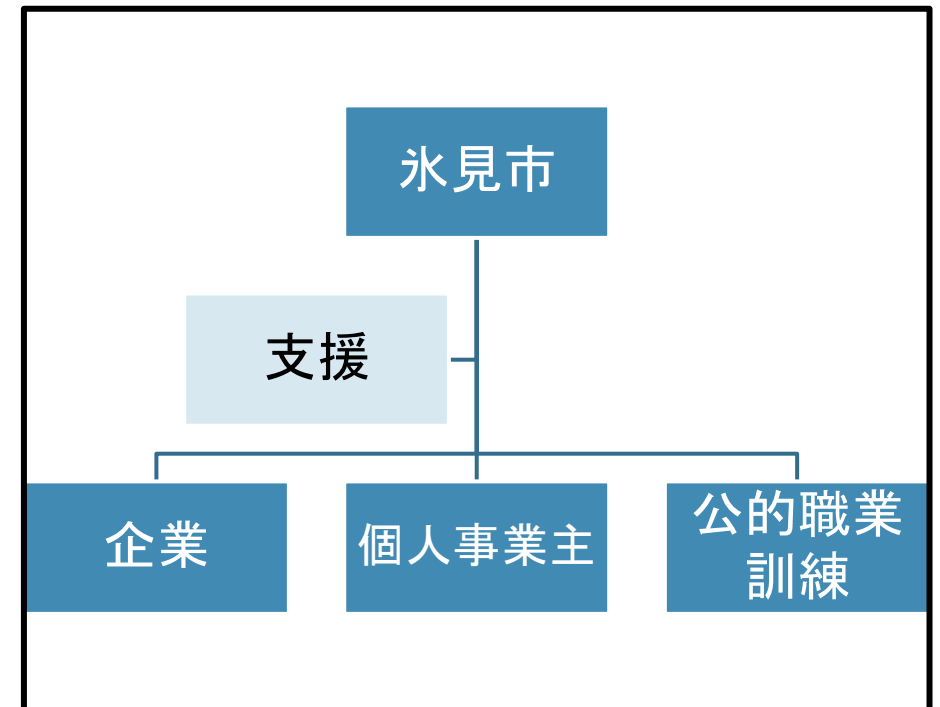 氷見市
支援
企業
個人事業主
公的職業
訓練